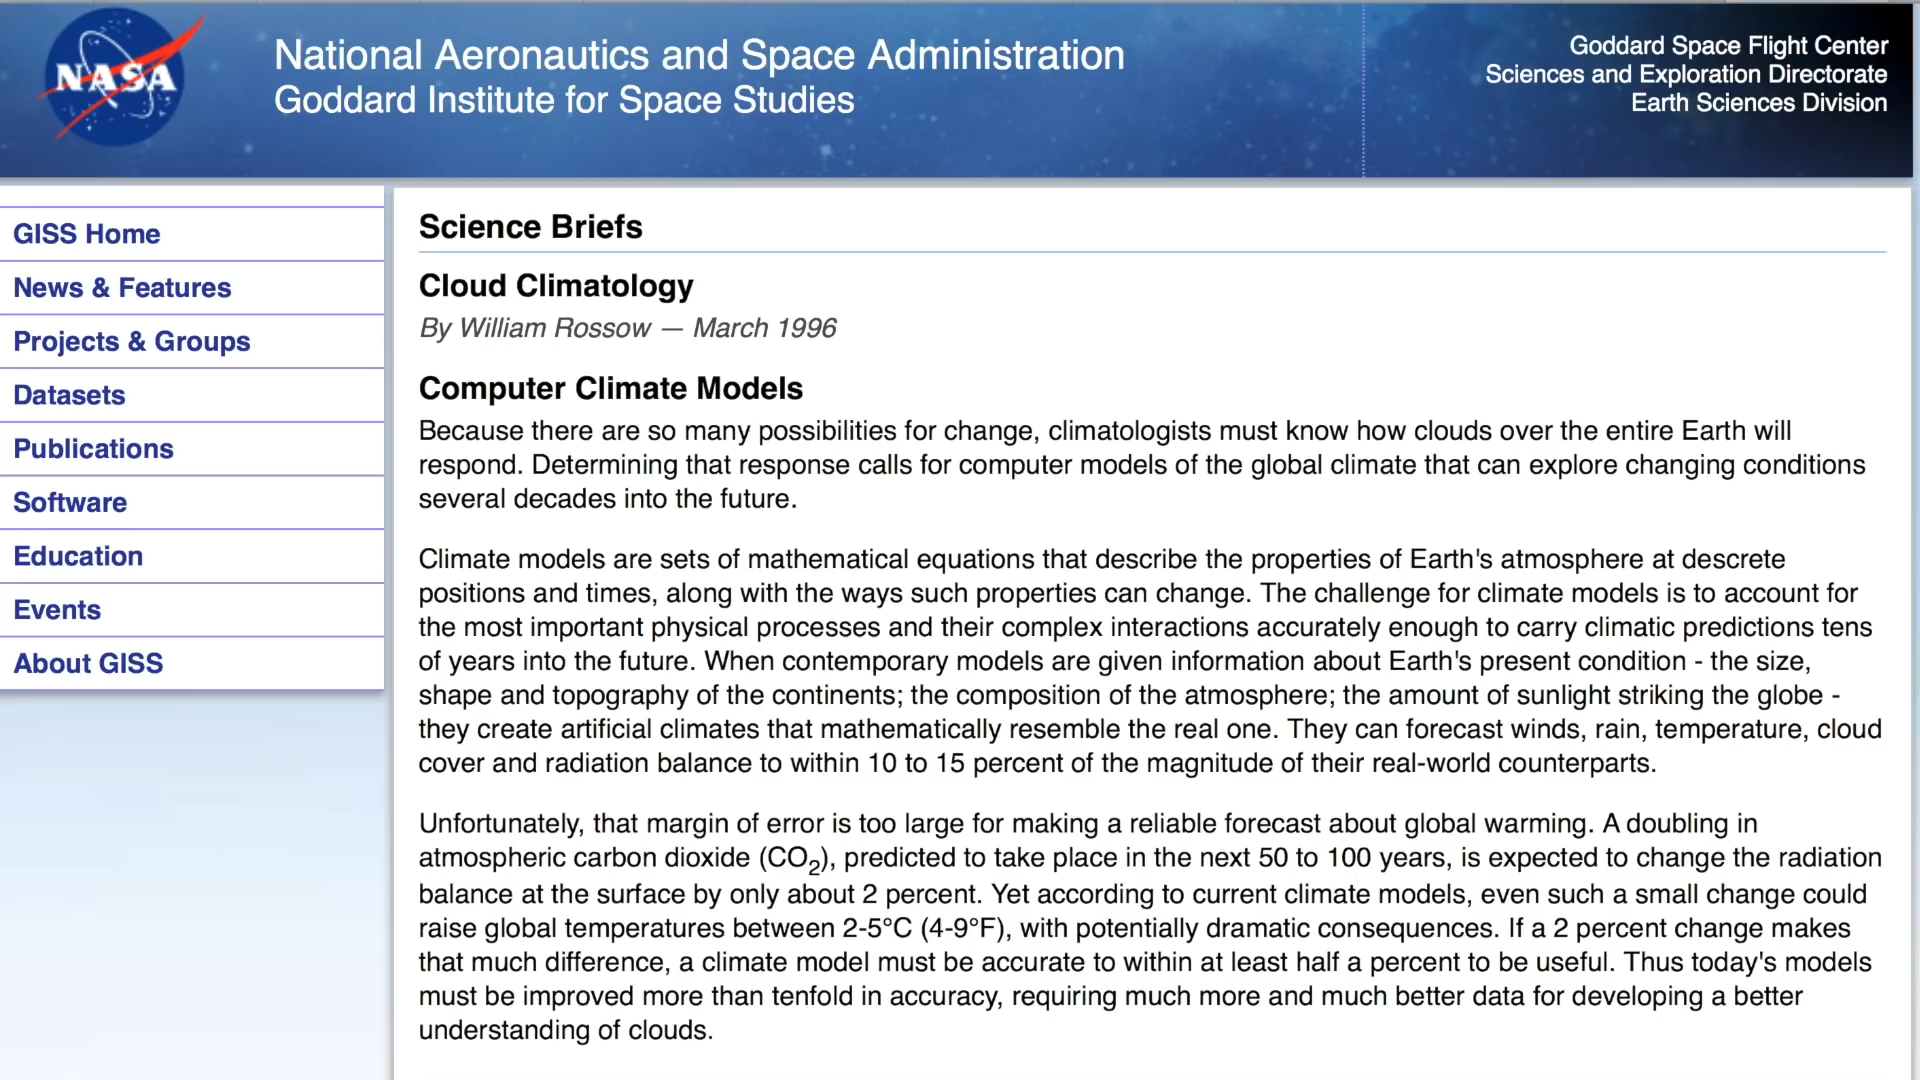 NASA
National Aeronautics and Space Administration
Goddard Institute for Space Studies
Goddard Space Flight Center
Sciences and Exploration Directorate
Earth Sciences Division
GISS Home
News & Features
Projects & Groups
Datasets
Publications
Software
Education
Events
About GISS
Science Briefs
Cloud Climatology
By William Rossow — March 1996
Computer Climate Models
Because there are so many possibilities for change, climatologists must know how clouds over the entire Earth will
respond. Determining that response calls for computer models of the global climate that can explore changing conditions
several decades into the future.
Climate models are sets of mathematical equations that describe the properties of Earth's atmosphere at descrete
positions and times, along with the ways such properties can change. The challenge for climate models is to account for
the most important physical processes and their complex interactions accurately enough to carry climatic predictions tens
of years into the future. When contemporary models are given information about Earth's present condition - the size,
shape and topography of the continents; the composition of the atmosphere; the amount of sunlight striking the globe -
they create artificial climates that mathematically resemble the real one. They can forecast winds, rain, temperature, cloud
cover and radiation balance to within 10 to 15 percent of the magnitude of their real-world counterparts.
Unfortunately, that margin of error is too large for making a reliable forecast about global warming. A doubling in
atmospheric carbon dioxide (CO₂), predicted to take place in the next 50 to 100 years, is expected to change the radiation
balance at the surface by only about 2 percent. Yet according to current climate models, even such a small change could
raise global temperatures between 2-5°C (4-9°F), with potentially dramatic consequences. If a 2 percent change makes
that much difference, a climate model must be accurate to within at least half a percent to be useful. Thus today's models
must be improved more than tenfold in accuracy, requiring much more and much better data for developing a better
understanding of clouds.